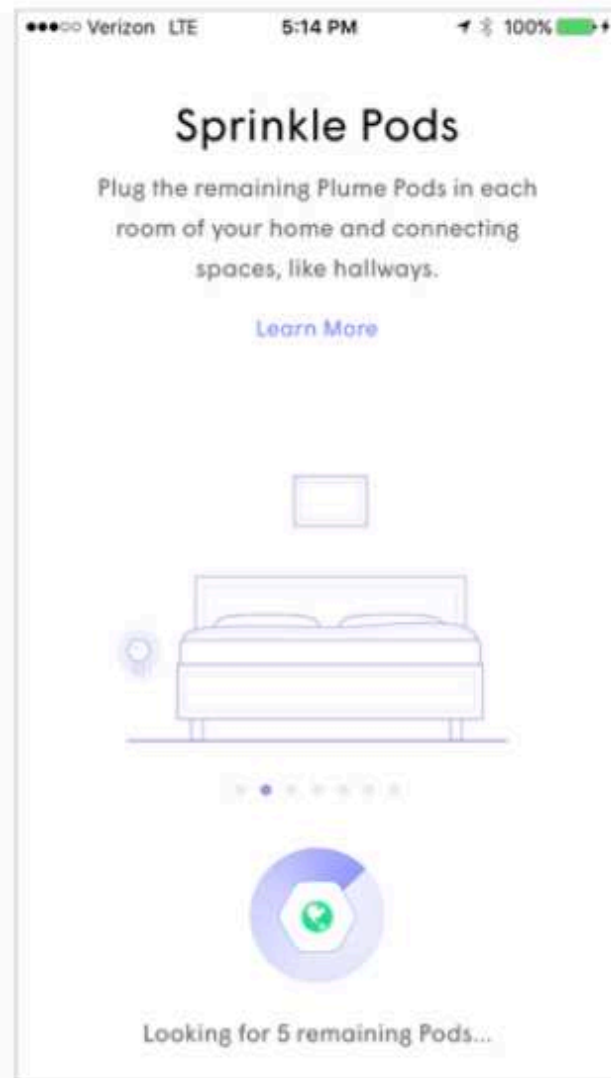 Verizon LTE 5:14 PM 100%
Sprinkle Pods
Plug the remaining Plume Pods in each
room of your home and connecting
spaces, like hallways.
Learn More
Looking for 5 remaining Pods...